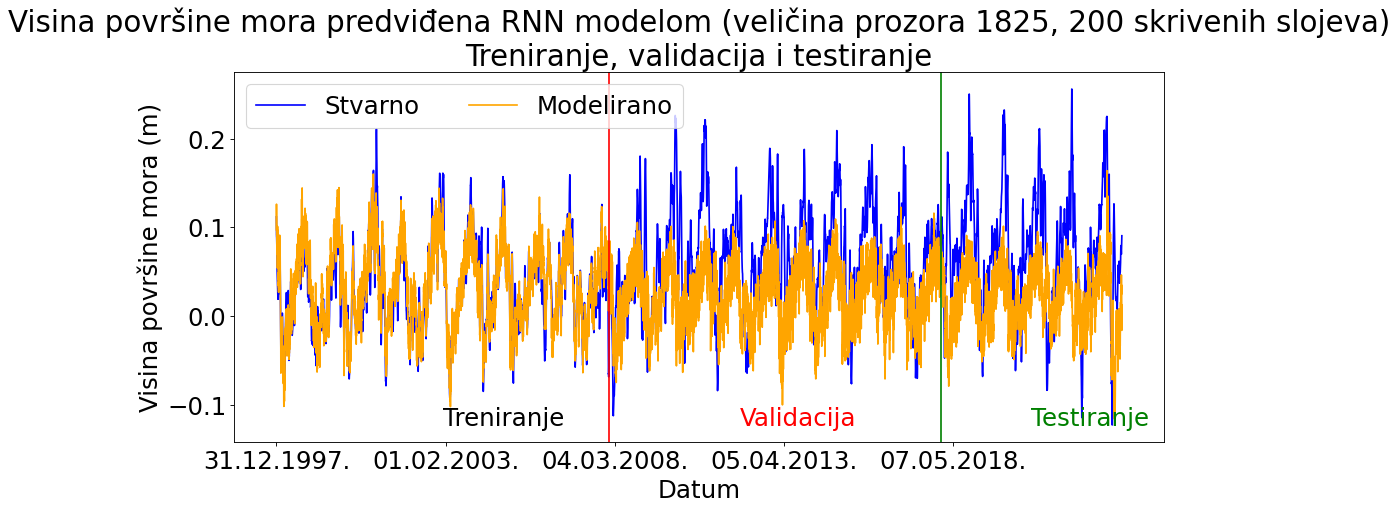 Visina površine mora predviđena RNN modelom (veličina prozora 1825, 200 skrivenih slojeva)
Treniranje, validacija i testiranje
Stvarno Modelirano
Visina površine mora (m)
0.2
0.1
0.0
−0.1
Treniranje Validacija Testiranje
31.12.1997. 01.02.2003. 04.03.2008. 05.04.2013. 07.05.2018.
Datum